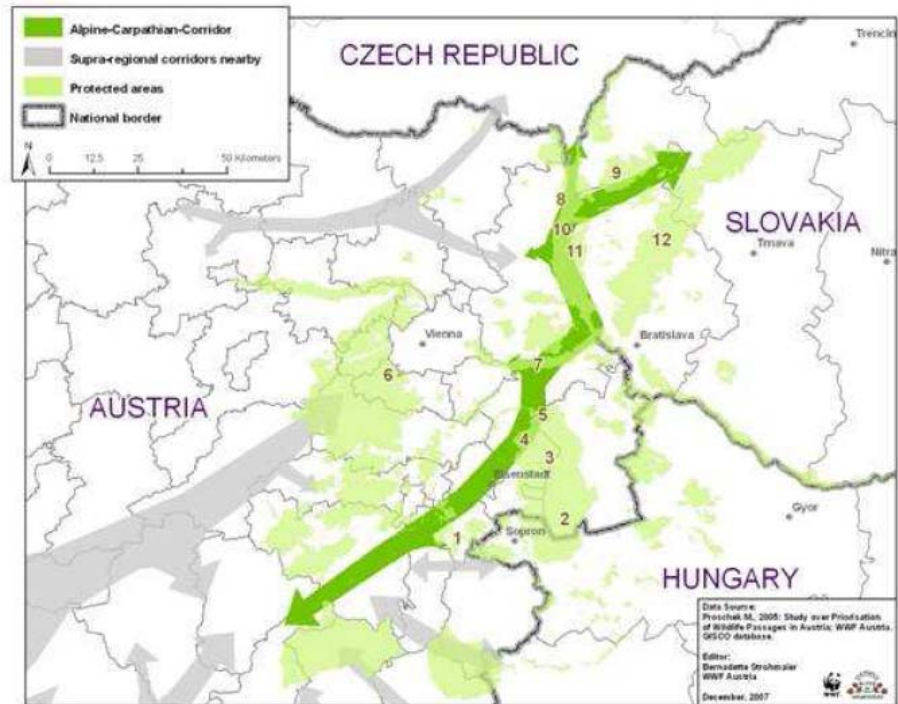 Alpine-Carpathian-Corridor
Supra-regional corridors nearby
Protected areas
National border
N
0 12.5 25 50 Kilometers
CZECH REPUBLIC
Trencin
9
8
SLOVAKIA
10
12
11
Trnava
Nitra
Vienna
Bratislava
7
6
AUSTRIA
5
4
3
Eisenstadt
Gyor
2
1
Sopron
HUNGARY
Data Source:
Proschek M., 2005: Study over Priorisation
of Wildlife Passages in Austria; WWF Austria.
GISCO database.
Editor:
Bernadette Strohmaier
WWF Austria
December, 2007
WWF